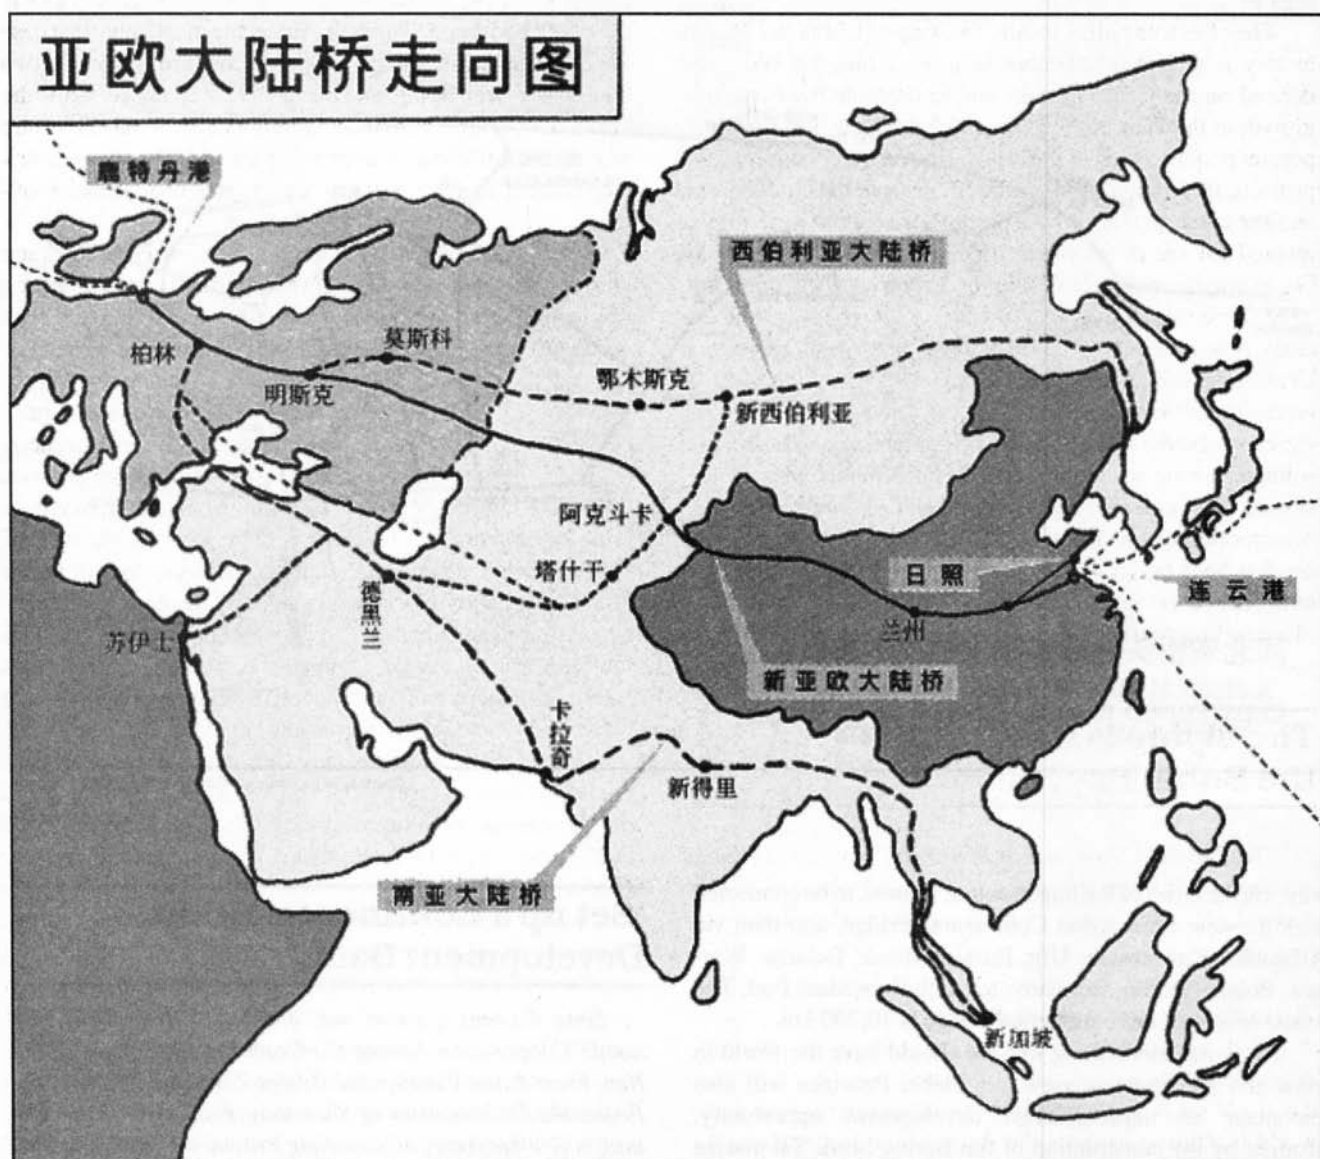 亚欧大陆桥走向图
鹿特丹港
西伯利亚大陆桥
柏林
莫斯科
明斯克
鄂木斯克
新西伯利亚
阿克斗卡
塔什干
日照
连云港
德黑兰
兰州
苏伊士
新亚欧大陆桥
卡拉奇
新得里
南亚大陆桥
新加坡